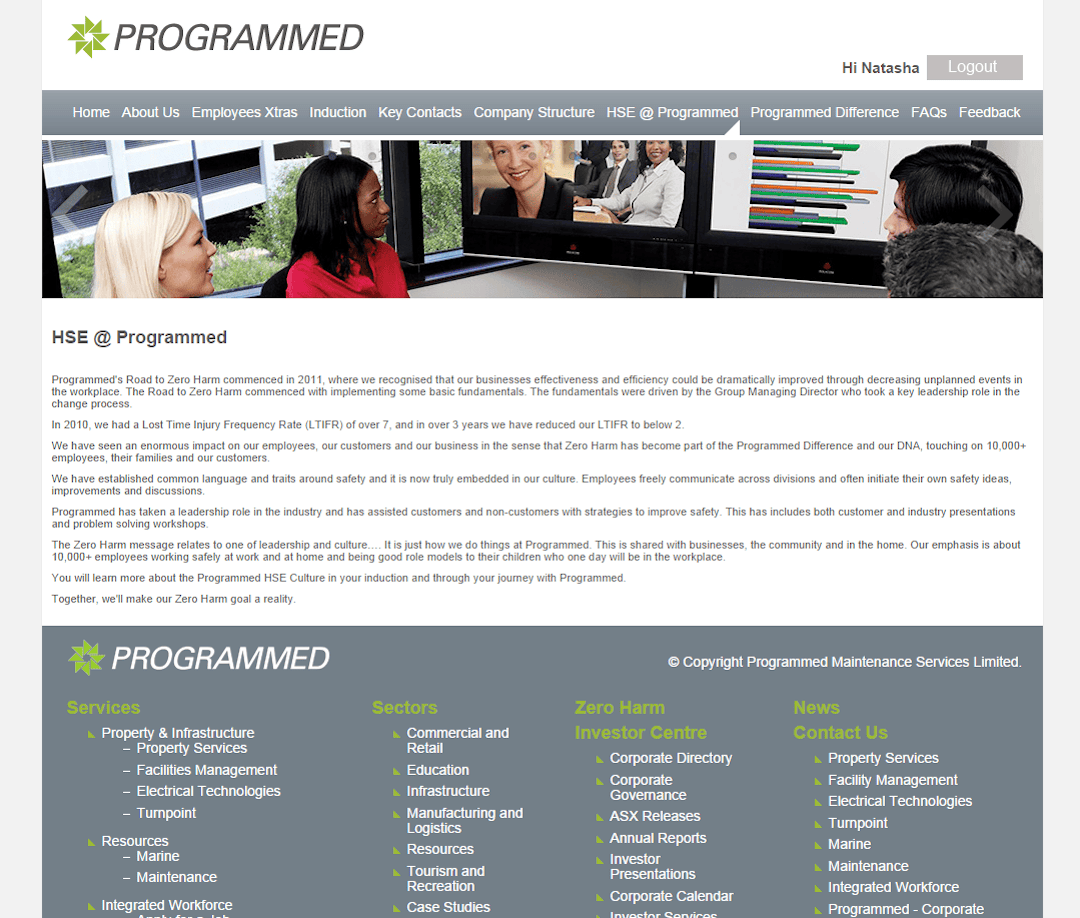 PROGRAMMED
Hi Natasha Logout
Home About Us Employees Xtras Induction Key Contacts Company Structure HSE @ Programmed Programmed Difference FAQs Feedback
HSE @ Programmed
Programmed's Road to Zero Harm commenced in 2011, where we recognised that our businesses effectiveness and efficiency could be dramatically improved through decreasing unplanned events in
the workplace. The Road to Zero Harm commenced with implementing some basic fundamentals. The fundamentals were driven by the Group Managing Director who took a key leadership role in the
change process.
In 2010, we had a Lost Time Injury Frequency Rate (LTIFR) of over 7, and in over 3 years we have reduced our LTIFR to below 2.
We have seen an enormous impact on our employees, our customers and our business in the sense that Zero Harm has become part of the Programmed Difference and our DNA, touching on 10,000+
employees, their families and our customers.
We have established common language and traits around safety and it is now truly embedded in our culture. Employees freely communicate across divisions and often initiate their own safety ideas,
improvements and discussions.
Programmed has taken a leadership role in the industry and has assisted customers and non-customers with strategies to improve safety. This has includes both customer and industry presentations
and problem solving workshops.
The Zero Harm message relates to one of leadership and culture.... It is just how we do things at Programmed. This is shared with businesses, the community and in the home. Our emphasis is about
10,000+ employees working safely at work and at home and being good role models to their children who one day will be in the workplace.
You will learn more about the Programmed HSE Culture in your induction and through your journey with Programmed.
Together, we'll make our Zero Harm goal a reality.
PROGRAMMED
© Copyright Programmed Maintenance Services Limited.
Services
Property & Infrastructure
– Property Services
– Facilities Management
– Electrical Technologies
– Turnpoint
Resources
– Marine
– Maintenance
Integrated Workforce
– Apply for a Job
Sectors
Commercial and
Retail
Education
Infrastructure
Manufacturing and
Logistics
Resources
Tourism and
Recreation
Case Studies
Zero Harm
Investor Centre
Corporate Directory
Corporate
Governance
ASX Releases
Annual Reports
Investor
Presentations
Corporate Calendar
Investor Services
News
Contact Us
Property Services
Facility Management
Electrical Technologies
Turnpoint
Marine
Maintenance
Integrated Workforce
Programmed - Corporate